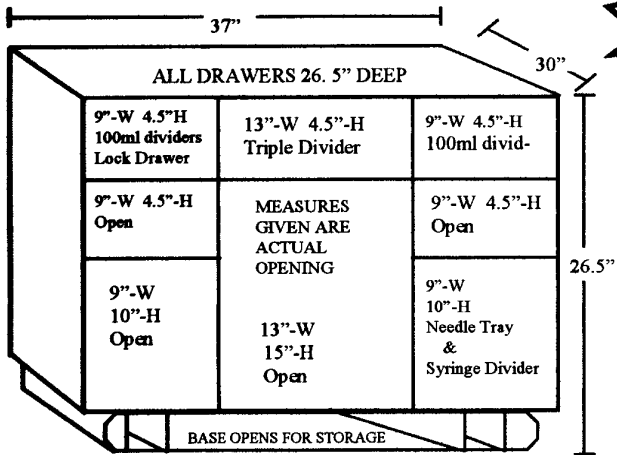 37”
30”
ALL DRAWERS 26. 5” DEEP
9”-W 4.5”H
100ml dividers
Lock Drawer
13”-W 4.5”-H
Triple Divider
9”-W 4.5”-H
100ml divid-
9”-W 4.5”-H
Open
MEASURES
GIVEN ARE
ACTUAL
OPENING
9”-W 4.5”-H
Open
26.5”
9”-W
10”-H
Open
13”-W
15”-H
Open
9”-W
10”-H
Needle Tray
&
Syringe Divider
BASE OPENS FOR STORAGE